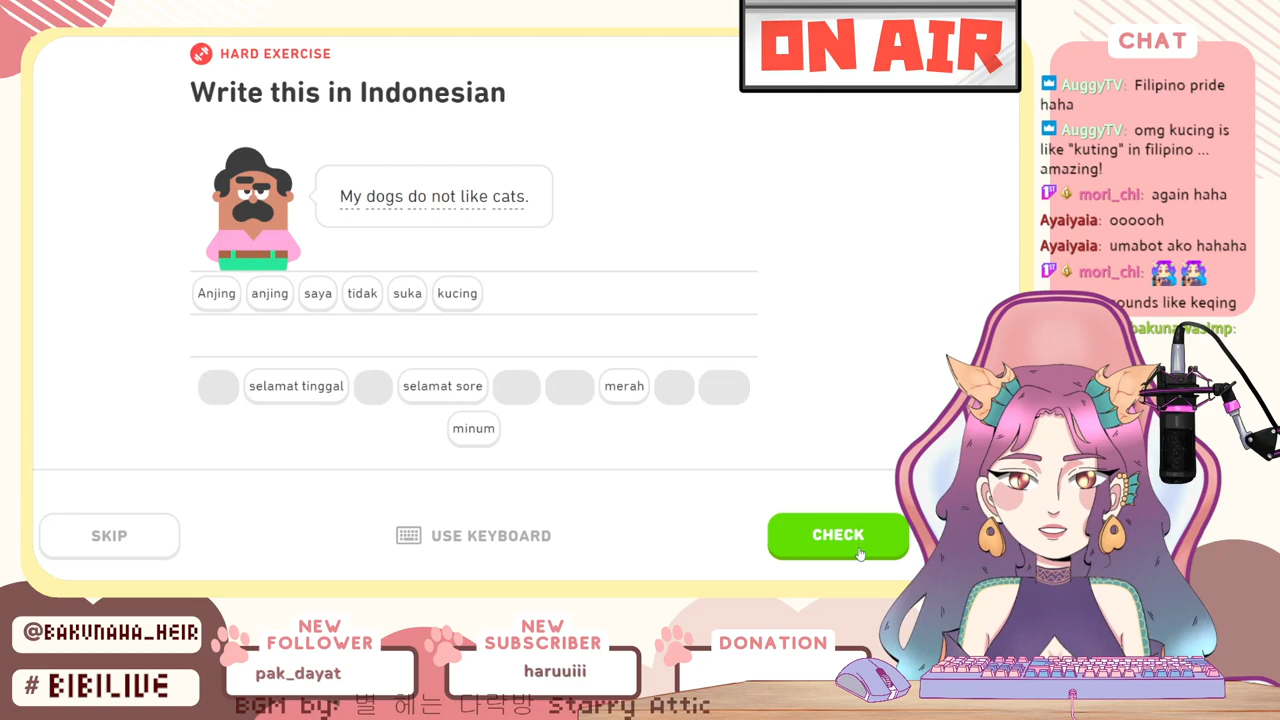 HARD EXERCISE
Write this in Indonesian
My dogs do not like cats.
Anjing anjing saya tidak suka kucing
selamat tinggal selamat sore merah
minum
SKIP
USE KEYBOARD
CHECK
ON AIR
CHAT
AuggyTV: Filipino pride
haha
AuggyTV: omg kucing is
like "kuting" in filipino ...
amazing!
mori_chi: again haha
Ayaiyaia: oooooh
Ayaiyaia: umabot ako hahaha
mori_chi:
ounds like keqing
@BAKUNAWA_HEIR
# BIBILIVE
NEW
FOLLOWER
pak_dayat
NEW
SUBSCRIBER
haruuiii
DONATION
BGM by: 별 헤는 다락방 Starry Attic